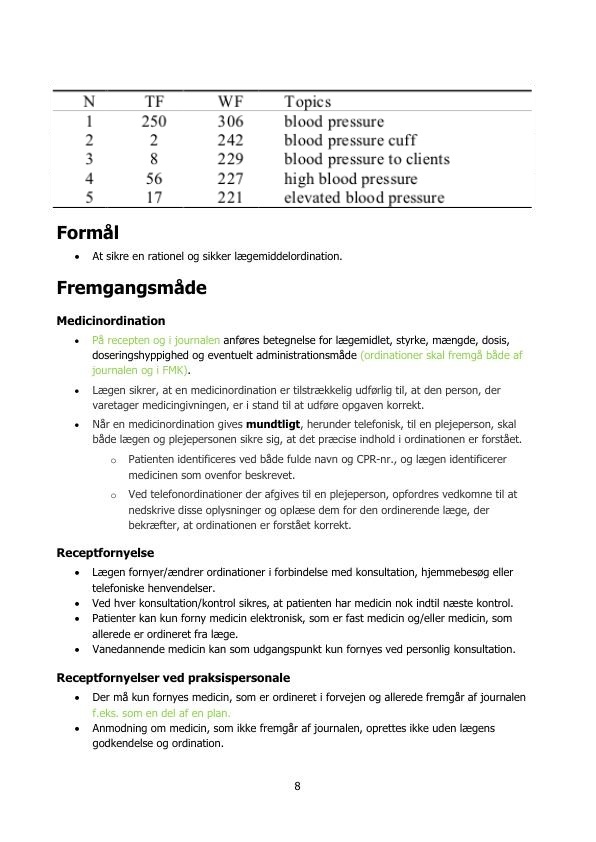 N TF WF Topics
1 250 306 blood pressure
2 2 242 blood pressure cuff
3 8 229 blood pressure to clients
4 56 227 high blood pressure
5 17 221 elevated blood pressure
Formål
• At sikre en rationel og sikker lægemiddelordination.
Fremgangsmåde
Medicinordination
• På recepten og i journalen anføres betegnelse for lægemidlet, styrke, mængde, dosis,
doseringshyppighed og eventuelt administrationsmåde (ordinationer skal fremgå både af
journalen og i FMK).
• Lægen sikrer, at en medicinordination er tilstrækkelig udførlig til, at den person, der
varetager medicingivningen, er i stand til at udføre opgaven korrekt.
• Når en medicinordination gives mundtligt, herunder telefonisk, til en plejeperson, skal
både lægen og plejepersonen sikre sig, at det præcise indhold i ordinationen er forstået.
o Patienten identificeres ved både fulde navn og CPR-nr., og lægen identificerer
medicinen som ovenfor beskrevet.
o Ved telefonordinationer der afgives til en plejeperson, opfordres vedkomne til at
nedskrive disse oplysninger og oplæse dem for den ordinerende læge, der
bekræfter, at ordinationen er forstået korrekt.
Receptfornyelse
• Lægen fornyer/ændrer ordinationer i forbindelse med konsultation, hjemmebesøg eller
telefoniske henvendelser.
• Ved hver konsultation/kontrol sikres, at patienten har medicin nok indtil næste kontrol.
• Patienter kan kun forny medicin elektronisk, som er fast medicin og/eller medicin, som
allerede er ordineret fra læge.
• Vanedannende medicin kan som udgangspunkt kun fornyes ved personlig konsultation.
Receptfornyelser ved praksispersonale
• Der må kun fornyes medicin, som er ordineret i forvejen og allerede fremgår af journalen
f.eks. som en del af en plan.
• Anmodning om medicin, som ikke fremgår af journalen, oprettes ikke uden lægens
godkendelse og ordination.
8